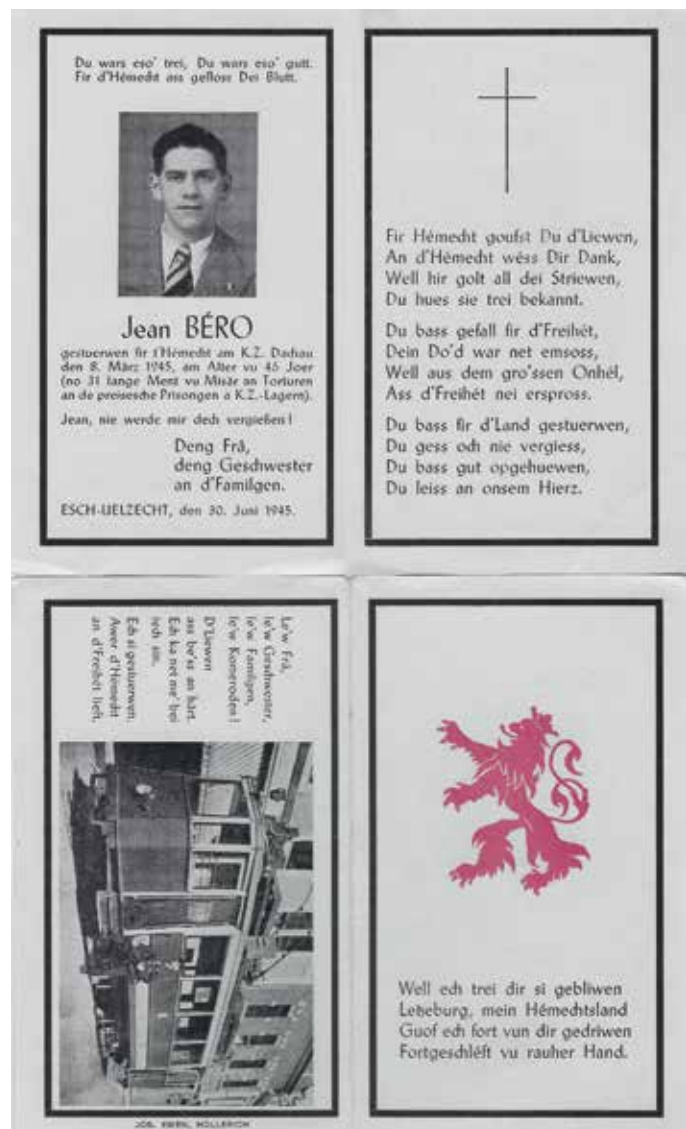 Du wars eso' trei, Du wars eso' gutt.
Fir d'Hémecht ass gefloss Dei Blutt.
Jean BÉRO
gestuerwen fir t'Hémecht am K.Z. Dachau
den 8. März 1945, am Alter vu 45 Joer
(no 31 lange Ment vu Misär an Torturen
an de preisesche Prisongen a K.Z.-Lagern).
Jean, nie werde mir dech vergießen!
Deng Frâ,
deng Geschwester
an d'Familgen.
ESCH-UELZECHT, den 30. Juni 1945.
Fir Hémecht goufst Du d'Liewen,
An d'Hémecht wéss Dir Dank,
Well hir golt all dei Striewen,
Du hues sie trei bekannt.
Du bass gefall fir d'Freihét,
Dein Do'd war net emsoss,
Well aus dem gro'ssen Onhél,
Ass d'Freihét nei erspross.
Du bass fir d'Land gestuerwen,
Du gess och nie vergiess,
Du bass gut opgehuewen,
Du leiss an onsem Hierz.
Le'w Frâ,
le'w Geschwester,
le'w Familgen,
le'w Komeroden!
D'Liewen
ass be'ss an hârt.
Ech ka net me' bei
iech sin.
Ech si gestuerwen.
Awer d'Hémecht
an d'Freihét lieft.
HOLLERICH
Well ech trei dir si gebliwen
Letzeburg, mein Hémechtsland
Guof ech fort vun dir gedriwen
Fortgeschléft vu rauher Hand.